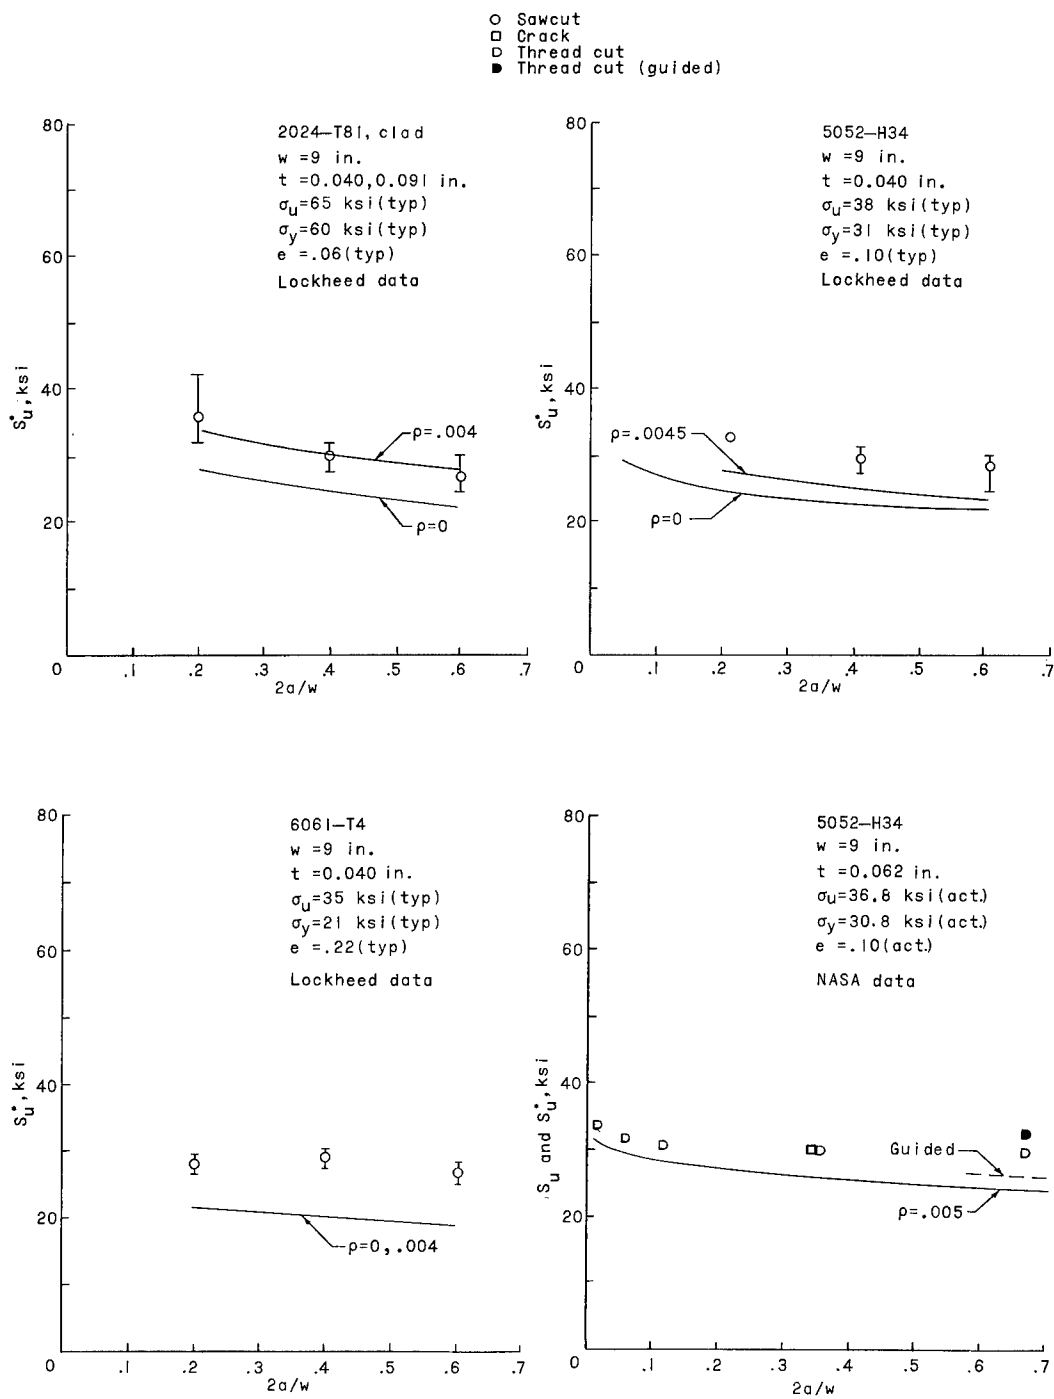 Sawcut
Crack
Thread cut
Thread cut (guided)
80
60
40
20
0
S*u, ksi
2024–T81, clad
w =9 in.
t =0.040,0.091 in.
σu=65 ksi(typ)
σy=60 ksi(typ)
e =.06(typ)
Lockheed data
ρ=.004
ρ=0
.1 .2 .3 .4 .5 .6 .7
2a/w
80
60
40
20
0
S*u, ksi
5052–H34
w =9 in.
t =0.040 in.
σu=38 ksi(typ)
σy=31 ksi(typ)
e =.10(typ)
Lockheed data
ρ=.0045
ρ=0
.1 .2 .3 .4 .5 .6 .7
2a/w
80
60
40
20
0
S*u, ksi
6061–T4
w =9 in.
t =0.040 in.
σu=35 ksi(typ)
σy=21 ksi(typ)
e =.22(typ)
Lockheed data
ρ=0,.004
.1 .2 .3 .4 .5 .6 .7
2a/w
80
60
40
20
0
Su and S*u, ksi
5052–H34
w =9 in.
t =0.062 in.
σu=36.8 ksi(act.)
σy=30.8 ksi(act.)
e =.10(act.)
NASA data
Guided
ρ=.005
.1 .2 .3 .4 .5 .6 .7
2a/w